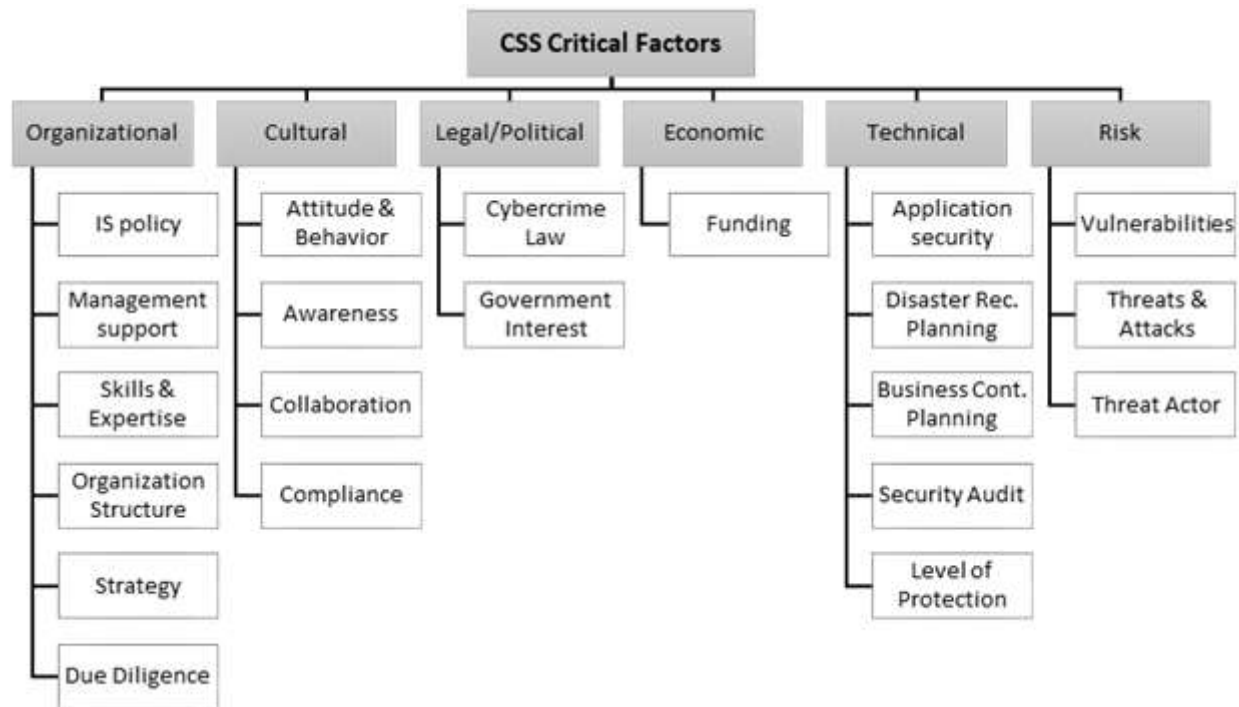 CSS Critical Factors
Organizational
Cultural
Legal/Political
Economic
Technical
Risk
IS policy
Management
support
Skills &
Expertise
Organization
Structure
Strategy
Due Diligence
Attitude &
Behavior
Awareness
Collaboration
Compliance
Cybercrime
Law
Government
Interest
Funding
Application
security
Disaster Rec.
Planning
Business Cont.
Planning
Security Audit
Level of
Protection
Vulnerabilities
Threats &
Attacks
Threat Actor